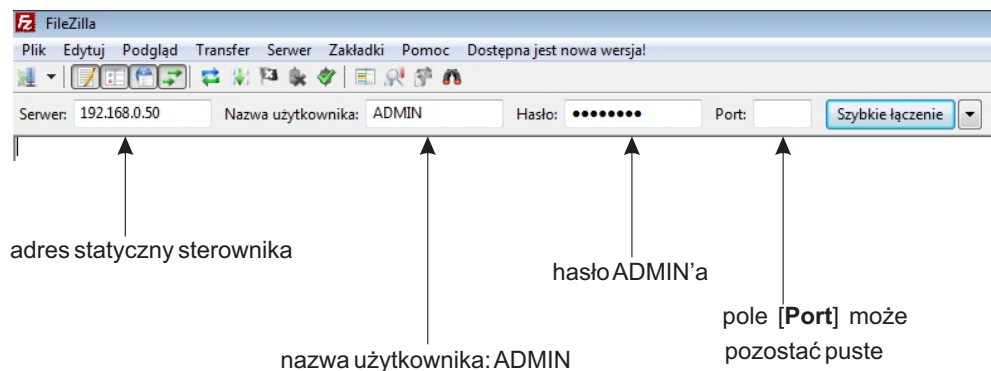 FileZilla
Plik Edytuj Podgląd Transfer Serwer Zakładki Pomoc Dostępna jest nowa wersja!
Serwer: 192.168.0.50 Nazwa użytkownika: ADMIN Hasło: ●●●●●●●● Port: Szybkie łączenie
adres statyczny sterownika
hasło ADMIN’a
pole [Port] może
pozostać puste
nazwa użytkownika: ADMIN